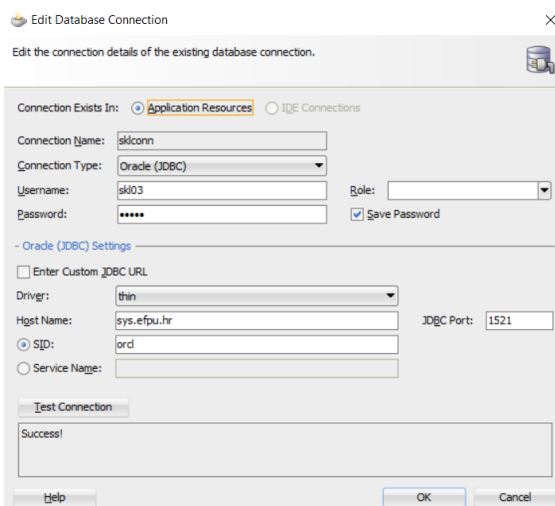 Edit Database Connection
Edit the connection details of the existing database connection.
Connection Exists In: Application Resources IDE Connections
Connection Name: sklconn
Connection Type: Oracle (JDBC)
Username: skl03 Role:
Password: ••••• Save Password
- Oracle (JDBC) Settings
Enter Custom JDBC URL
Driver: thin
Host Name: sys.efpu.hr JDBC Port: 1521
SID: orcl
Service Name:
Test Connection
Success!
Help OK Cancel